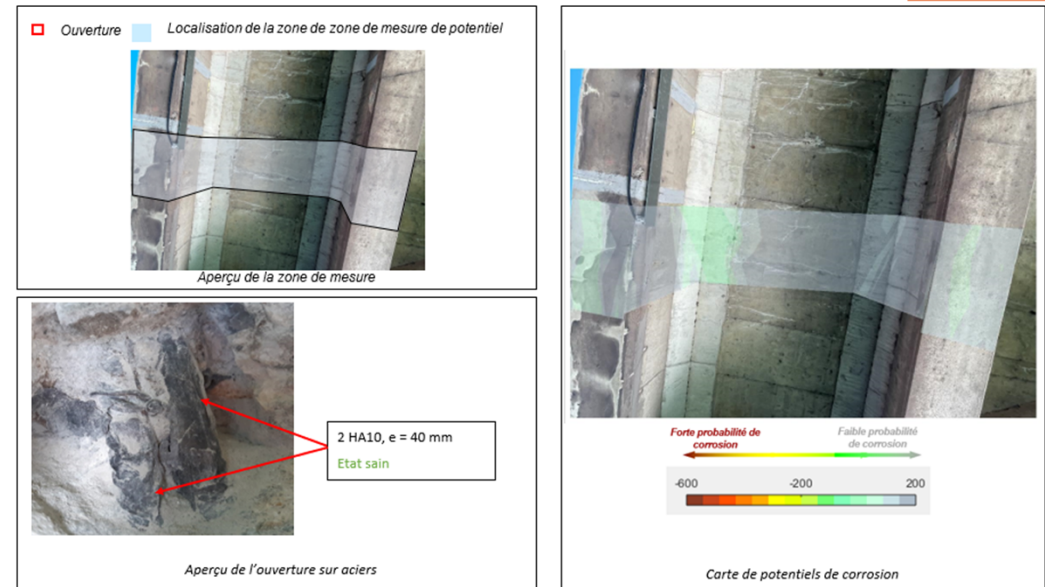 Ouverture
Localisation de la zone de zone de mesure de potentiel
Aperçu de la zone de mesure
2 HA10, e = 40 mm
Etat sain
Aperçu de l'ouverture sur aciers
Forte probabilité de
corrosion
Faible probabilité
de corrosion
-600
-200
200
Carte de potentiels de corrosion